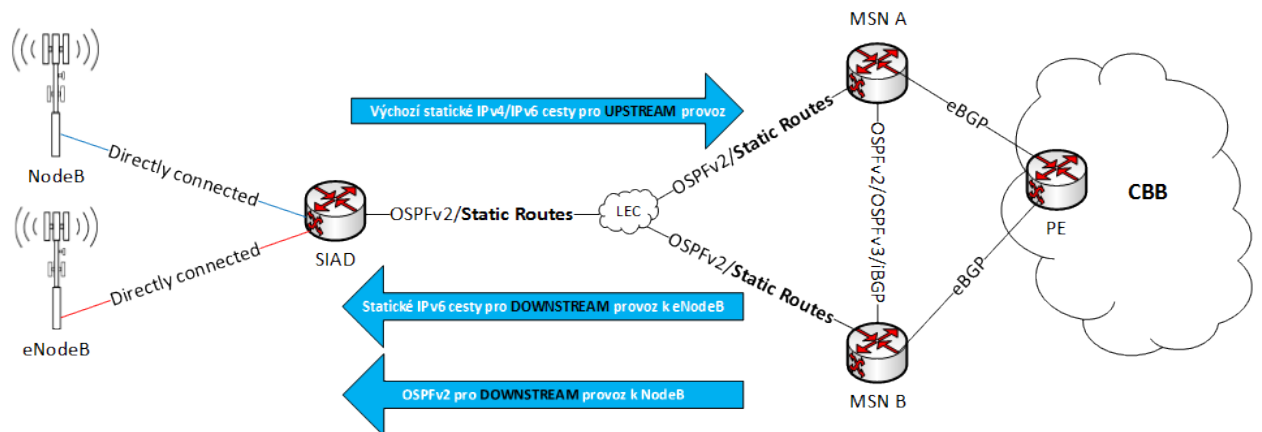 MSN A
Výchozí statické IPv4/IPv6 cesty pro UPSTREAM provoz
eBGP
Directly connected
NodeB
OSPFv2/Static Routes
OSPFv2/OSPFv3/iBGP
CBB
LEC
OSPFv2/Static Routes
PE
SIAD
OSPFv2/Static Routes
Directly connected
eBGP
Statické IPv6 cesty pro DOWNSTREAM provoz k eNodeB
eNodeB
OSPFv2 pro DOWNSTREAM provoz k NodeB
MSN B